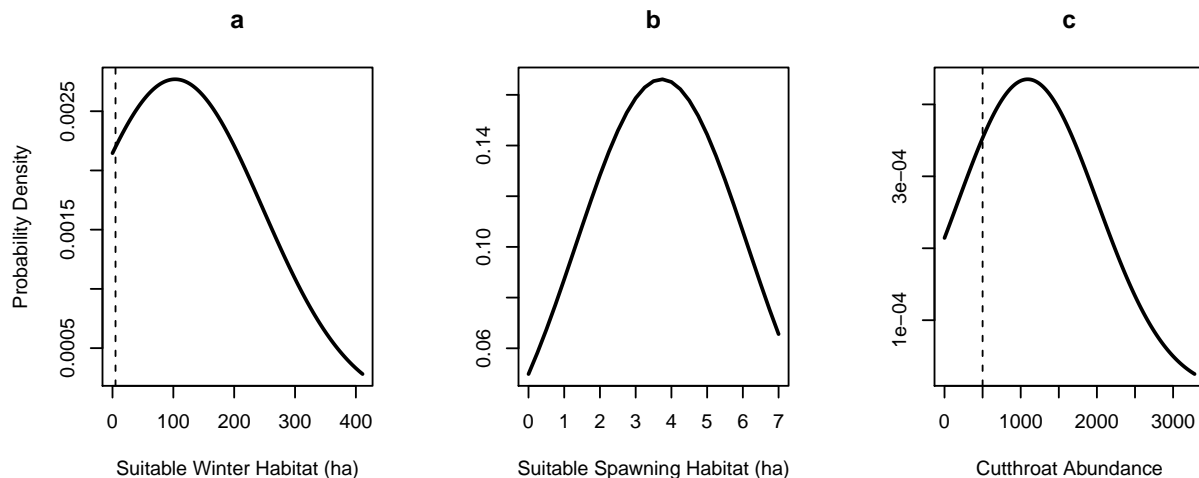 a
b
c
Probability Density
0.0005
0.0015
0.0025
0 100 200 300 400
Suitable Winter Habitat (ha)
0.06
0.10
0.14
0 1 2 3 4 5 6 7
Suitable Spawning Habitat (ha)
1e−04
3e−04
0 1000 2000 3000
Cutthroat Abundance